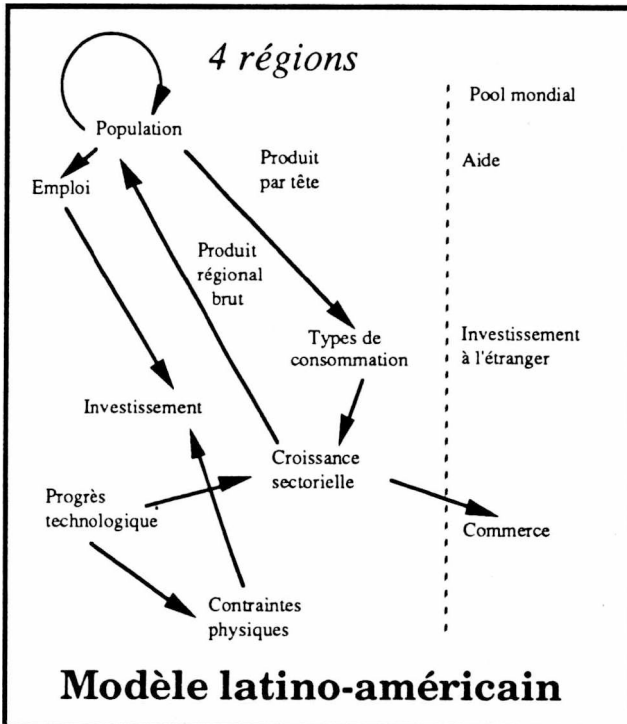 4 régions
Pool mondial
Population
Produit
par tête
Aide
Emploi
Produit
régional
brut
Types de
consommation
Investissement
à l'étranger
Investissement
Croissance
sectorielle
Progrès
technologique
Commerce
Contraintes
physiques
Modèle latino-américain